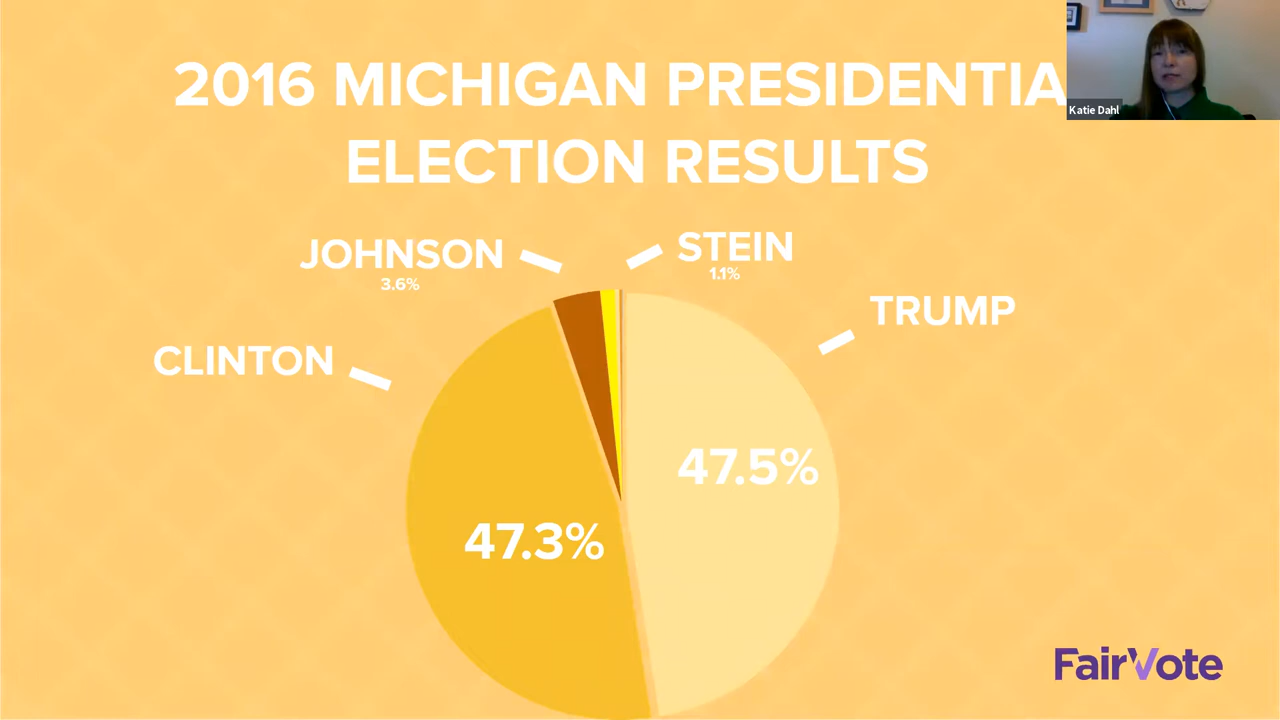 2016 MICHIGAN PRESIDENTIA
ELECTION RESULTS
Katie Dahl
JOHNSON
3.6%
STEIN
1.1%
TRUMP
CLINTON
47.5%
47.3%
FairVote